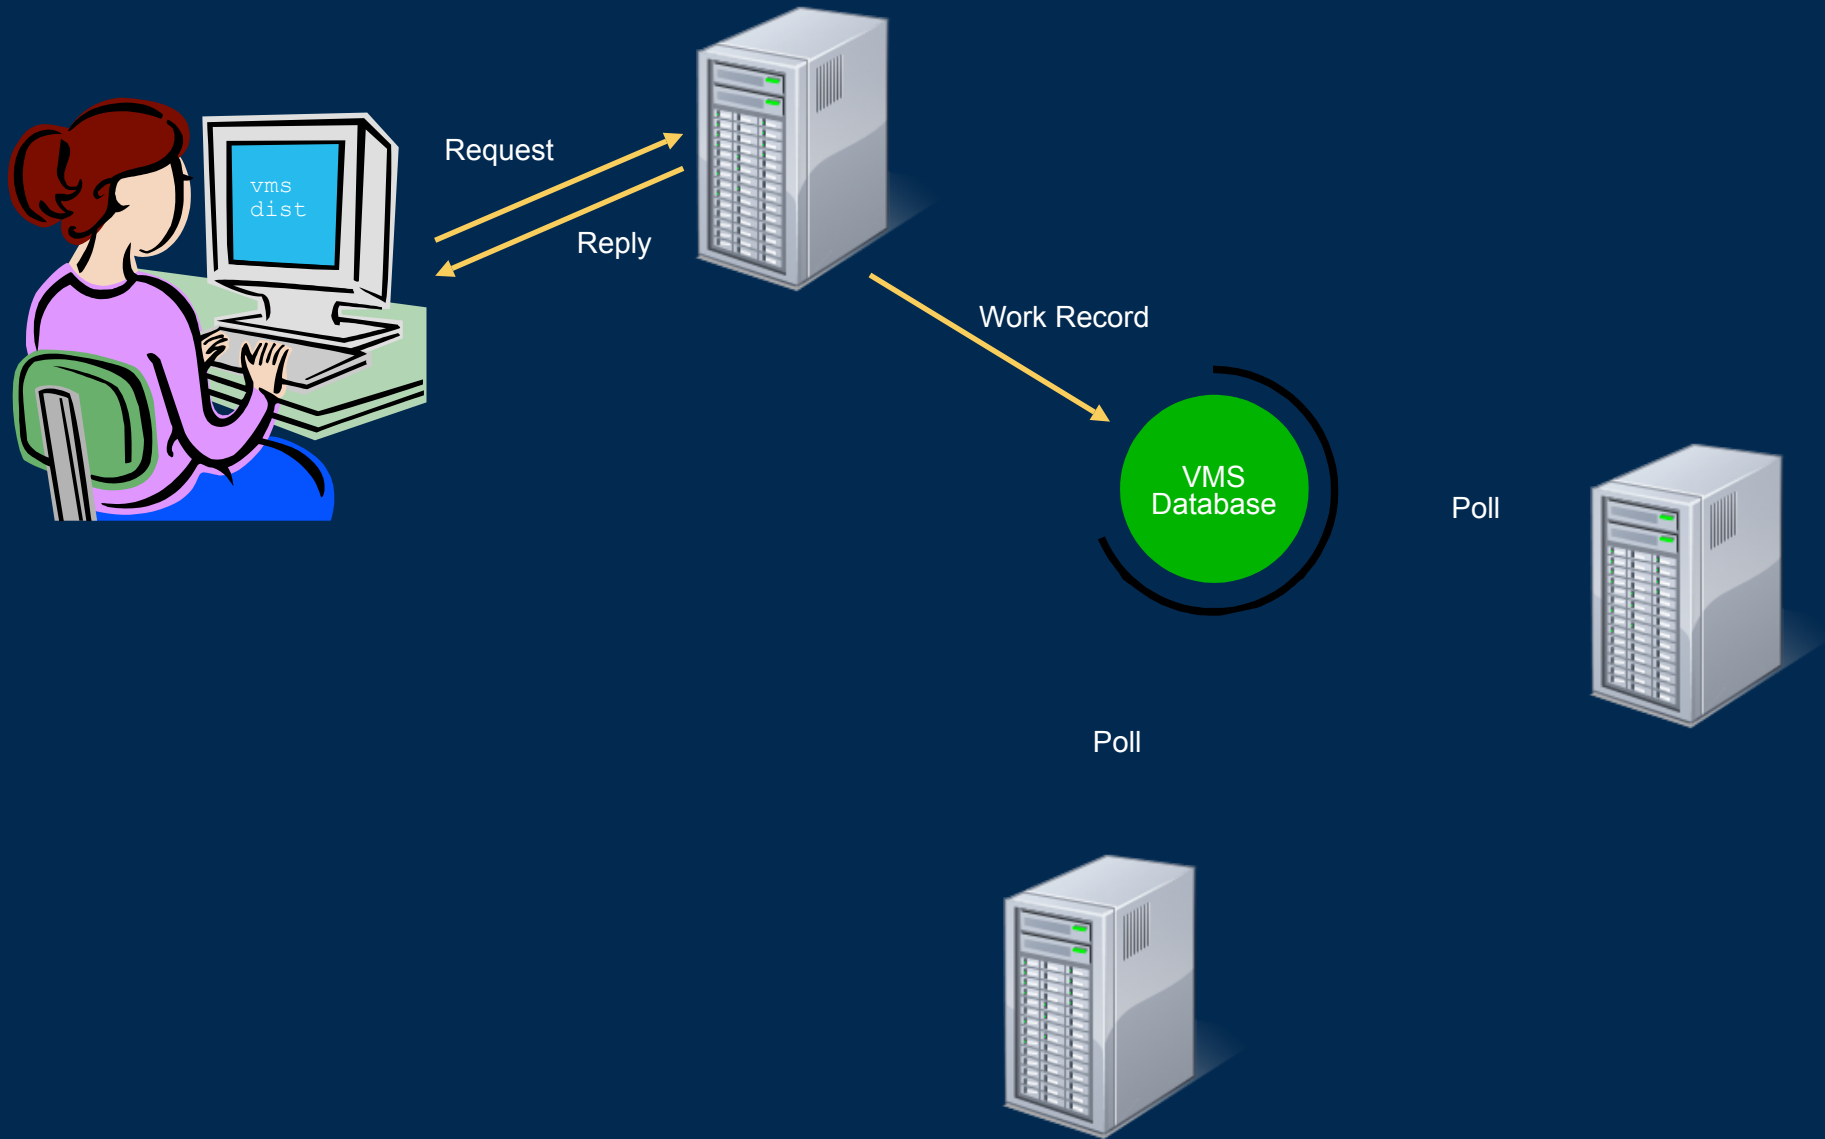 Request
vms
dist
Reply
Work Record
VMS
Database
Poll
Poll